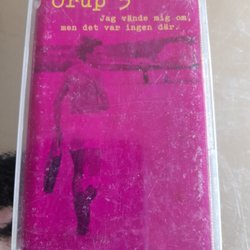 Orup 3
Jag vände mig om,
men det var ingen där.